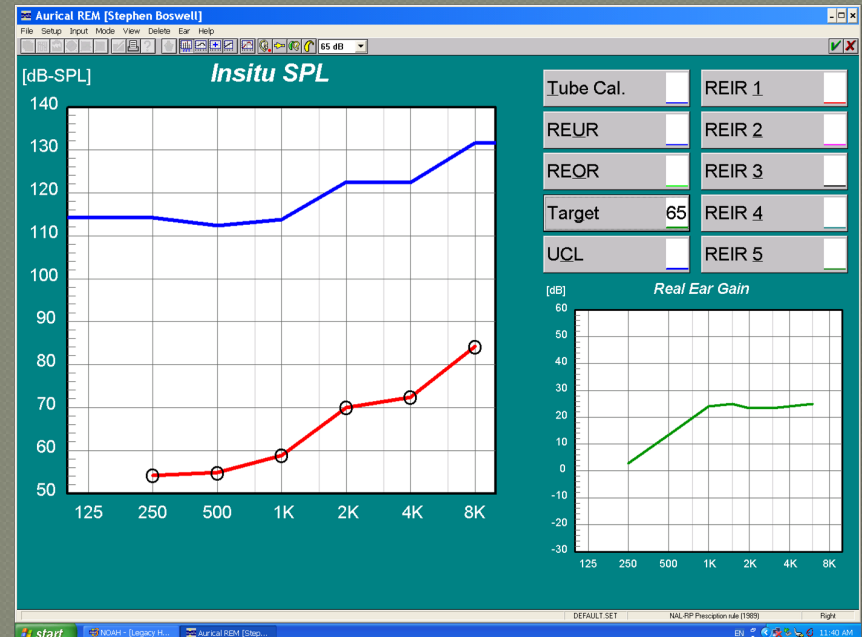 Aurical REM [Stephen Boswell]
File Setup Input Mode View Delete Ear Help
65 dB
[dB-SPL] Insitu SPL
140
130
120
110
100
90
80
70
60
50
125 250 500 1K 2K 4K 8K
Tube Cal. REIR 1
REUR REIR 2
REOR REIR 3
Target 65 REIR 4
UCL REIR 5
[dB] Real Ear Gain
60
50
40
30
20
10
0
-10
-20
-30
125 250 500 1K 2K 4K 8K
DEFAULT.SET NAL-RP Presciption rule (1989) Right
start NOAH - [Legacy H... Aurical REM [Step... EN 11:40 AM